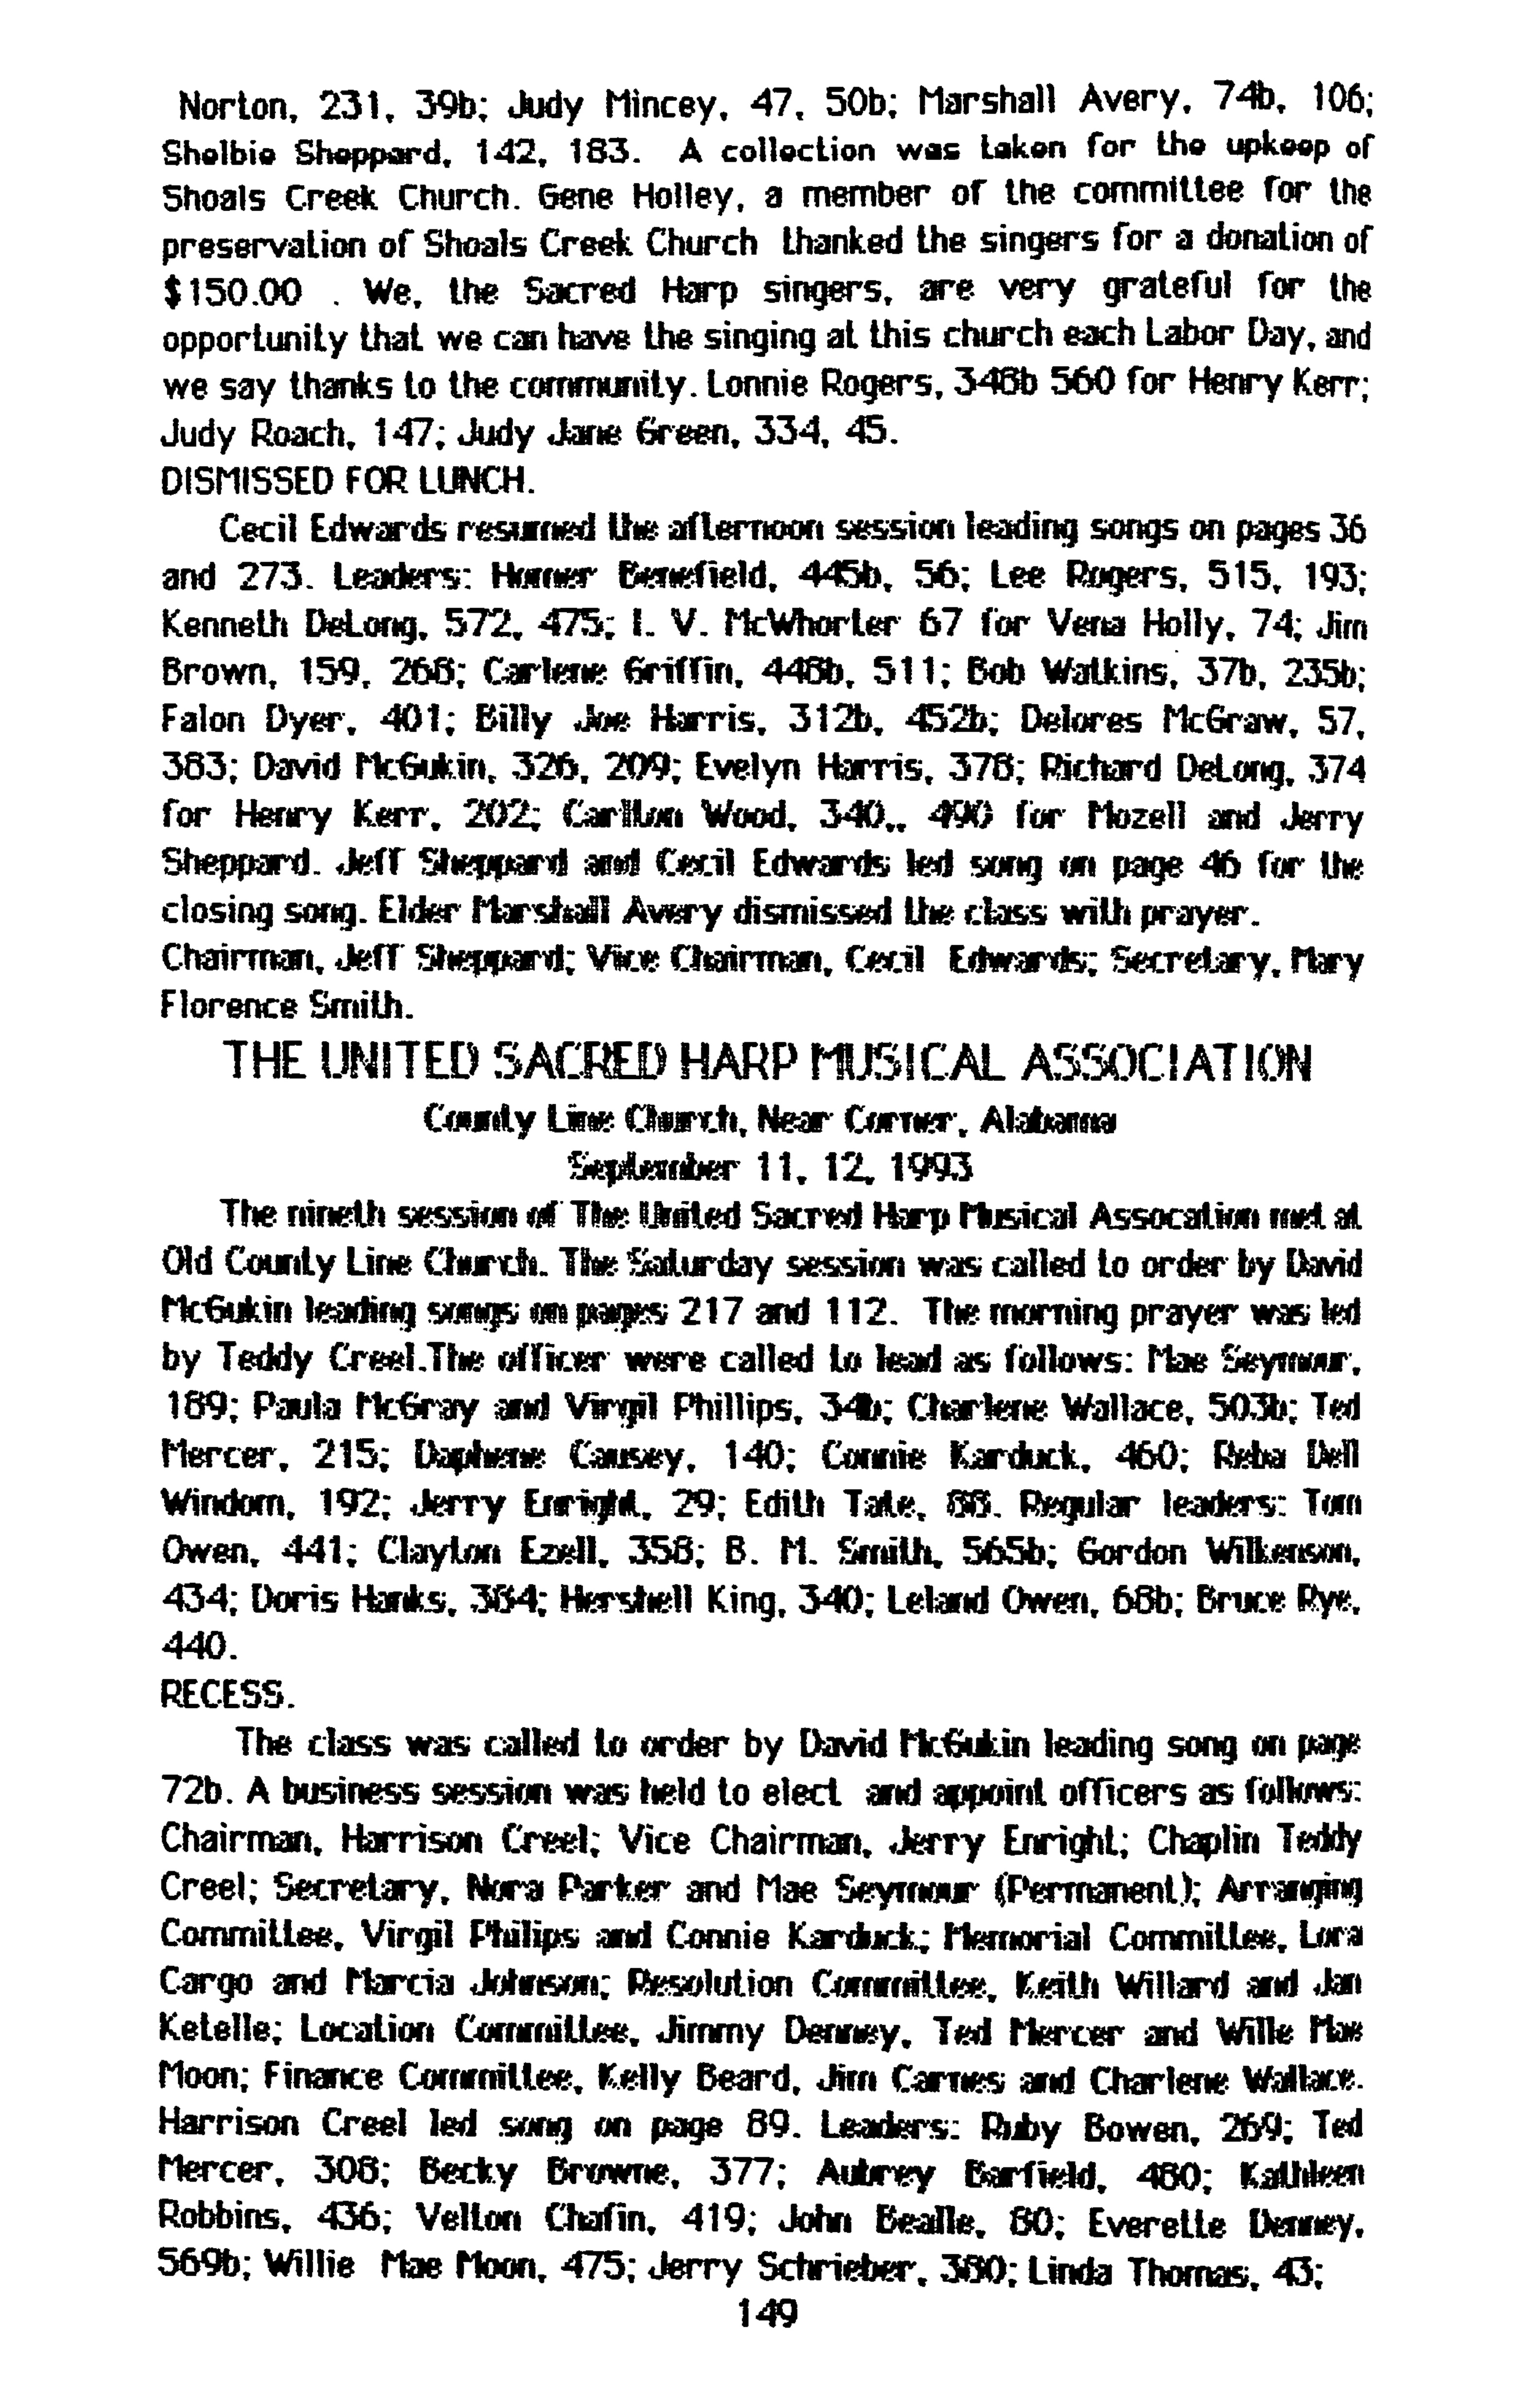 Norton, 231, 39b; Judy Mincey, 47, 50b; Marshall Avery, 74b, 106;
Shelbie Sheppard, 142, 183. A collection was taken for the upkeep of
Shoals Creek Church. Gene Holley, a member of the committee for the
preservation of Shoals Creek Church thanked the singers for a donation of
$150.00 . We, the Sacred Harp singers, are very grateful for the
opportunity that we can have the singing at this church each Labor Day, and
we say thanks to the community. Lonnie Rogers, 348b 560 for Henry Kerr;
Judy Roach, 147; Judy Jane Green, 334, 45.
DISMISSED FOR LUNCH.
Cecil Edwards resumed the afternoon session leading songs on pages 36
and 273. Leaders: Homer Benefield, 445b, 56; Lee Rogers, 515, 193;
Kenneth DeLong, 572, 475; I. V. McWhorter 67 for Vena Holly, 74; Jim
Brown, 159, 268; Carlene Griffin, 448b, 511; Bob Watkins, 37b, 235b;
Falon Dyer, 401; Billy Joe Harris, 312b, 452b; Delores McGraw, 57,
383; David McGukin, 326, 209; Evelyn Harris, 378; Richard DeLong, 374
for Henry Kerr, 202; Carlton Wood, 340,, 490 for Mozell and Jerry
Sheppard. Jeff Sheppard and Cecil Edwards led song on page 46 for the
closing song. Elder Marshall Avery dismissed the class with prayer.
Chairman, Jeff Sheppard; Vice Chairman, Cecil Edwards; Secretary, Mary
Florence Smith.
THE UNITED SACRED HARP MUSICAL ASSOCIATION
County Line Church, Near Corner, Alabama
September 11, 12, 1993
The nineth session of The United Sacred Harp Musical Assocation met at
Old County Line Church. The Saturday session was called to order by David
McGukin leading songs on pages 217 and 112. The morning prayer was led
by Teddy Creel.The officer were called to lead as follows: Mae Seymour,
189; Paula McGray and Virgil Phillips, 34b; Charlene Wallace, 503b; Ted
Mercer, 215; Daphene Causey, 140; Connie Karduck, 460; Reba Dell
Windom, 192; Jerry Enright, 29; Edith Tate, 88. Regular leaders: Tom
Owen, 441; Clayton Ezell, 358; B. M. Smith, 565b; Gordon Wilkenson,
434; Doris Hanks, 384; Hershell King, 340; Leland Owen, 68b; Bruce Rye,
440.
RECESS.
The class was called to order by David McGukin leading song on page
72b. A business session was held to elect and appoint officers as follows:
Chairman, Harrison Creel; Vice Chairman, Jerry Enright; Chaplin Teddy
Creel; Secretary, Nora Parker and Mae Seymour (Permanent); Arranging
Committee, Virgil Philips and Connie Karduck; Memorial Committee, Lora
Cargo and Marcia Johnson; Resolution Committee, Keith Willard and Jan
Ketelle; Location Committee, Jimmy Denney, Ted Mercer and Wille Mae
Moon; Finance Committee, Kelly Beard, Jim Carnes and Charlene Wallace.
Harrison Creel led song on page 89. Leaders: Ruby Bowen, 269; Ted
Mercer, 308; Becky Browne, 377; Aubrey Barfield, 480; Kathleen
Robbins, 436; Velton Chafin, 419; John Bealle, 80; Everette Denney,
569b; Willie Mae Moon, 475; Jerry Schrieber, 380; Linda Thomas, 43;
149